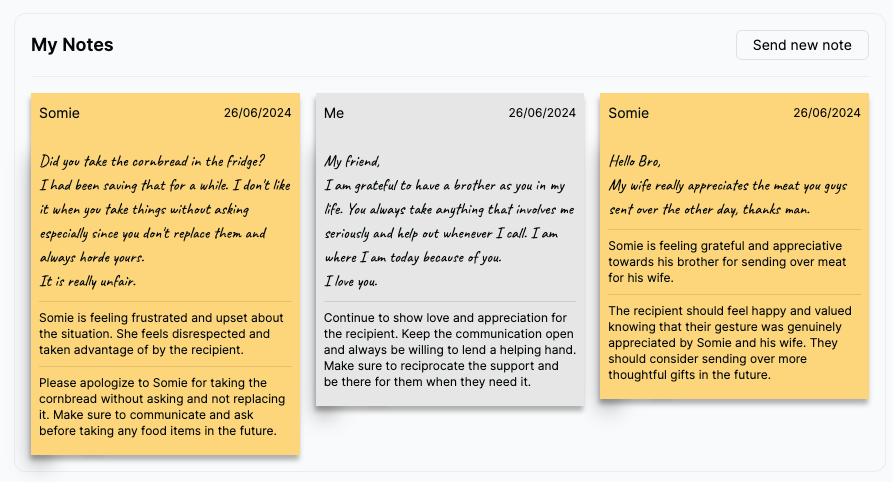 My Notes
Send new note
Somie 26/06/2024
Did you take the cornbread in the fridge?
I had been saving that for a while. I don't like
it when you take things without asking
especially since you don't replace them and
always horde yours.
It is really unfair.
Somie is feeling frustrated and upset about
the situation. She feels disrespected and
taken advantage of by the recipient.
Please apologize to Somie for taking the
cornbread without asking and not replacing
it. Make sure to communicate and ask
before taking any food items in the future.
Me 26/06/2024
My friend,
I am grateful to have a brother as you in my
life. You always take anything that involves me
seriously and help out whenever I call. I am
where I am today because of you.
I love you.
Continue to show love and appreciation for
the recipient. Keep the communication open
and always be willing to lend a helping hand.
Make sure to reciprocate the support and
be there for them when they need it.
Somie 26/06/2024
Hello Bro,
My wife really appreciates the meat you guys
sent over the other day, thanks man.
Somie is feeling grateful and appreciative
towards his brother for sending over meat
for his wife.
The recipient should feel happy and valued
knowing that their gesture was genuinely
appreciated by Somie and his wife. They
should consider sending over more
thoughtful gifts in the future.